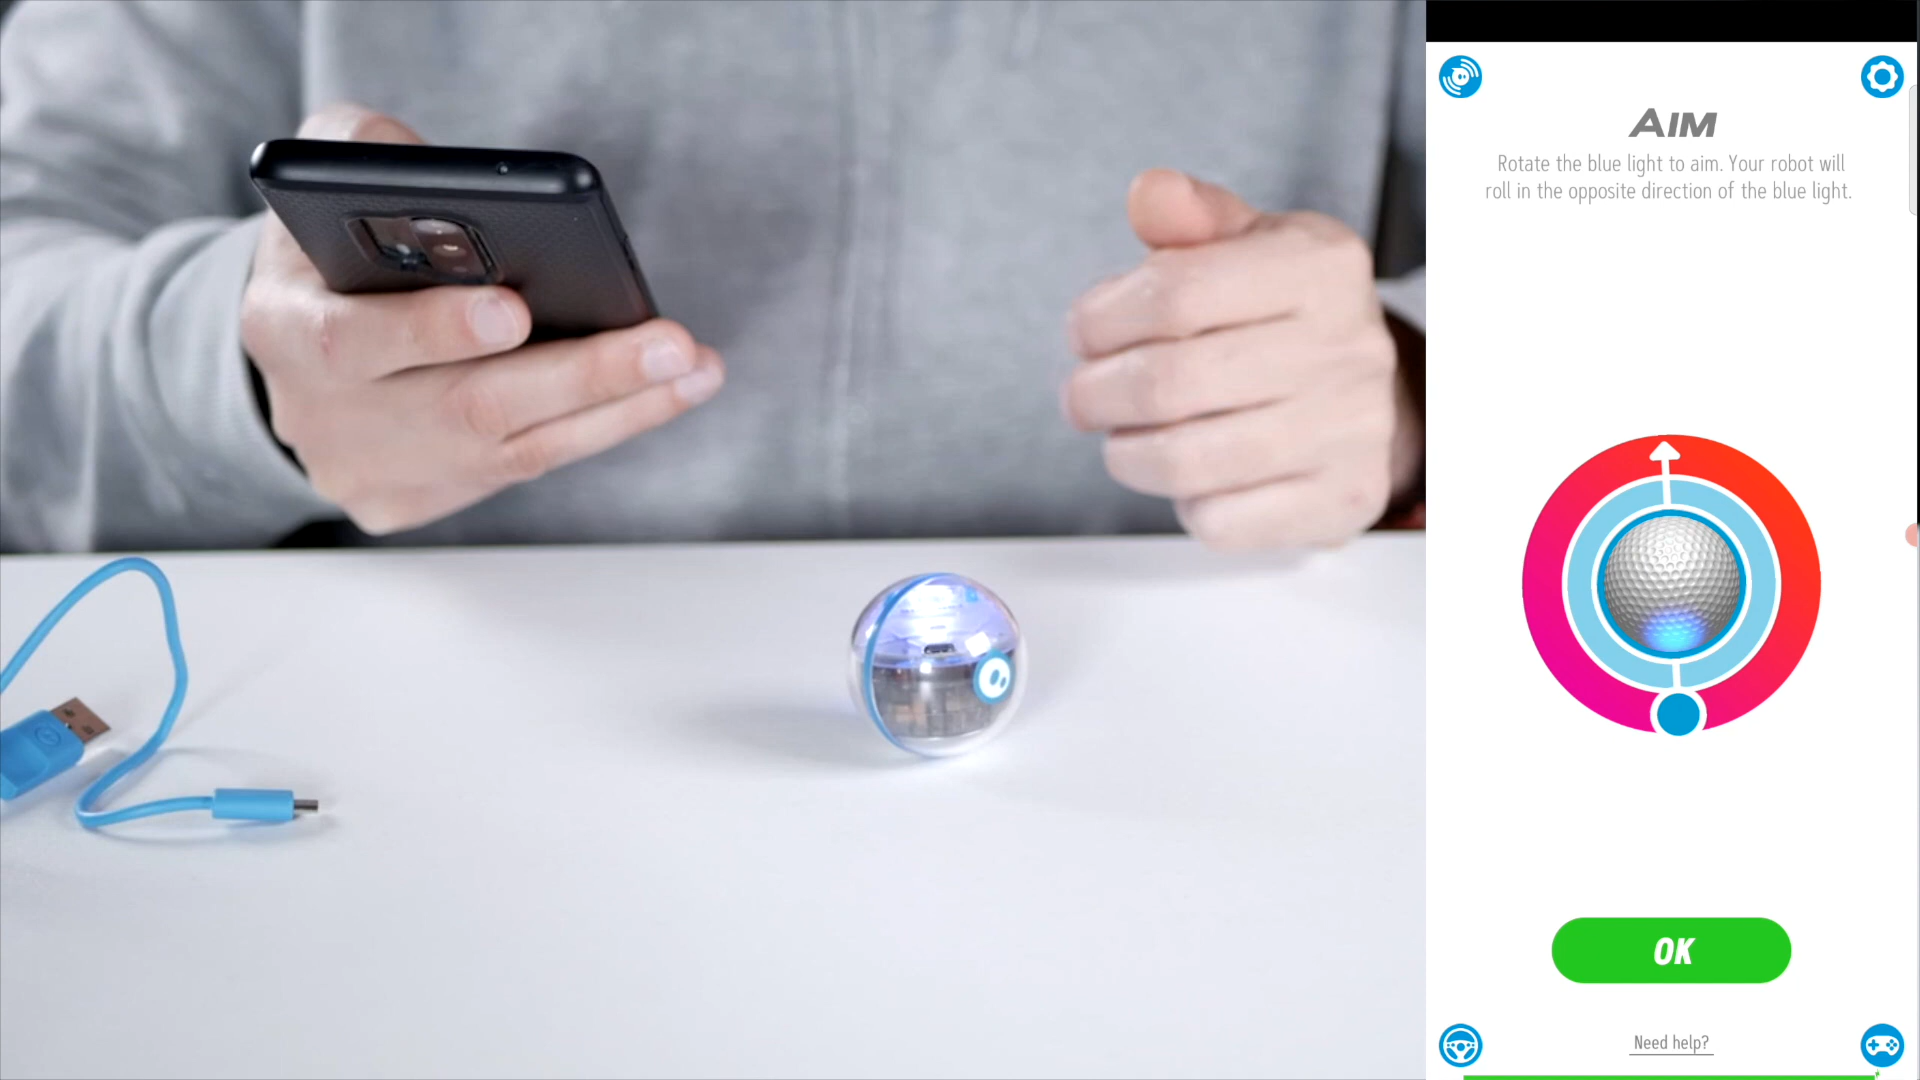 AIM
Rotate the blue light to aim. Your robot will
roll in the opposite direction of the blue light.
OK
Need help?